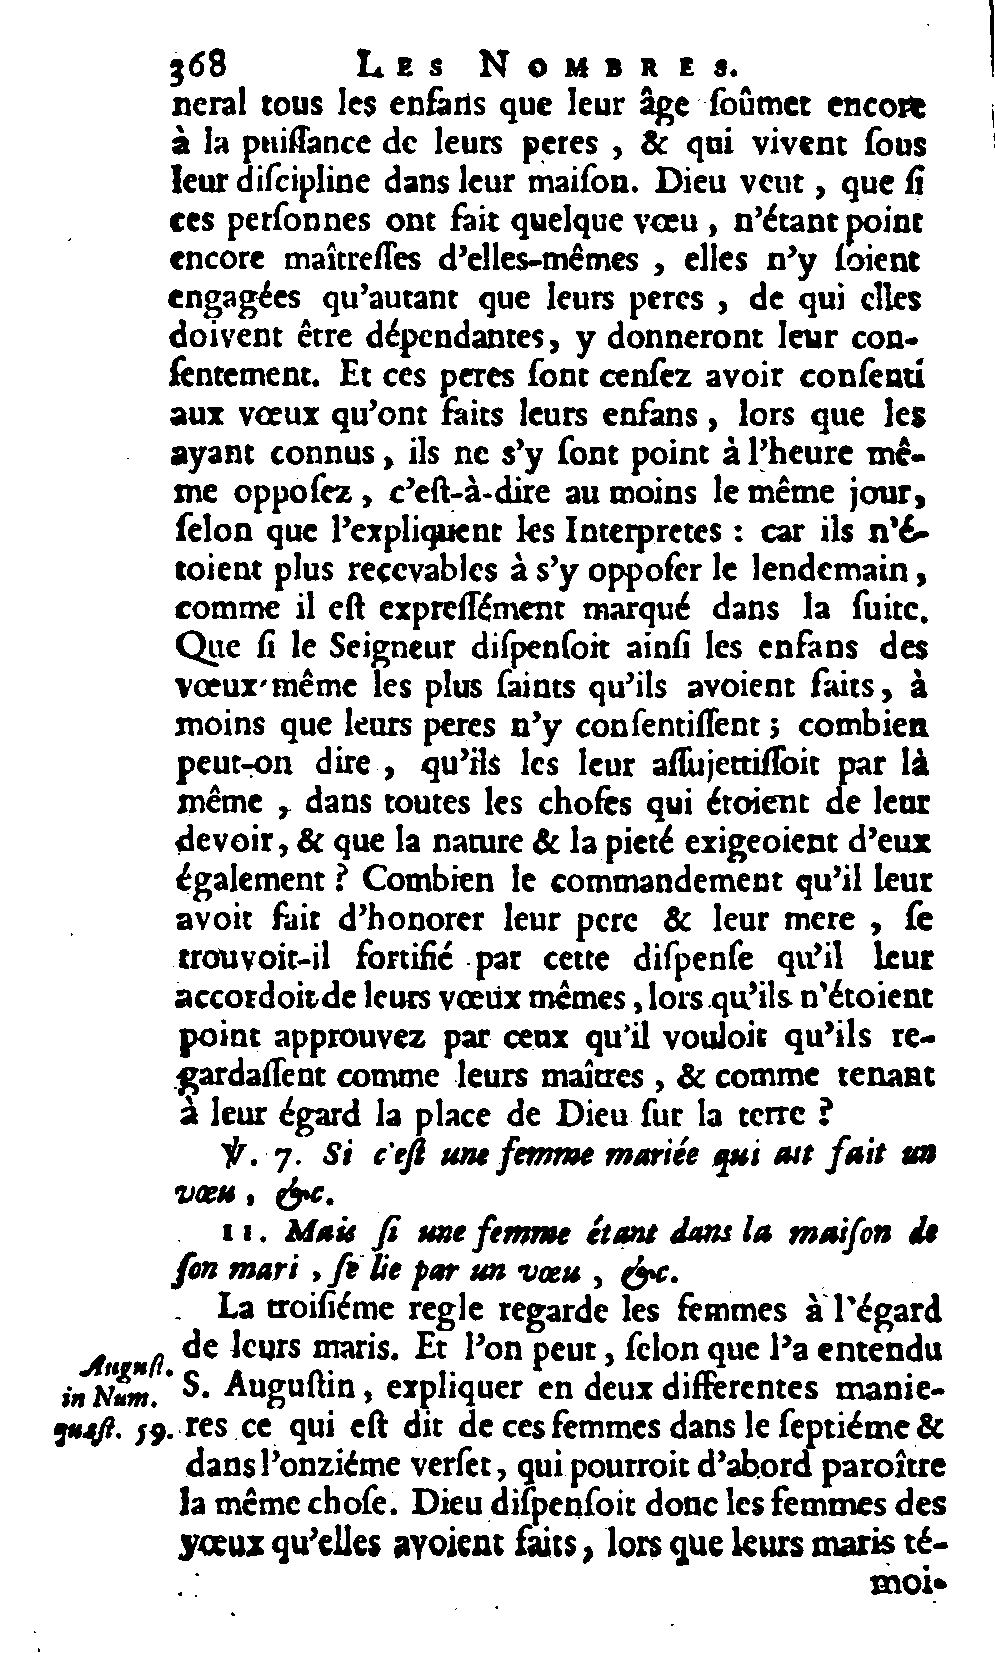 368 LES NOMBRES.
neral tous les enfans que leur âge ſoûmet encore
à la puiſſance de leurs peres , & qui vivent ſous
leur diſcipline dans leur maiſon. Dieu veut , que ſi
ces perſonnes ont fait quelque vœu , n'étant point
encore maîtreſſes d'elles-mêmes , elles n'y ſoient
engagées qu'autant que leurs peres , de qui elles
doivent être dépendantes, y donneront leur con-
ſentement. Et ces peres ſont cenſez avoir conſenti
aux vœux qu'ont faits leurs enfans , lors que les
ayant connus , ils ne s'y ſont point à l'heure mê-
me oppoſez , c'eſt-à-dire au moins le même jour,
ſelon que l'expliquent les Interpretes : car ils n'é-
toient plus recevables à s'y oppoſer le lendemain ,
comme il eſt expreſſément marqué dans la ſuite.
Que ſi le Seigneur diſpenſoit ainſi les enfans des
vœux même les plus ſaints qu'ils avoient faits, à
moins que leurs peres n'y conſentiſſent ; combien
peut-on dire , qu'ils les leur aſſujettiſſoit par là
même , dans toutes les choſes qui étoient de leur
devoir, & que la nature & la pieté exigeoient d'eux
également ? Combien le commandement qu'il leur
avoit fait d'honorer leur pere & leur mere , ſe
trouvoit-il fortifié par cette diſpenſe qu'il leur
accordoit de leurs vœux mêmes , lors qu'ils n'étoient
point approuvez par ceux qu'il vouloit qu'ils re-
gardaſſent comme leurs maîtres , & comme tenant
à leur égard la place de Dieu ſur la terre ?
℣. 7. Si c'eſt une femme mariée qui ait fait un
vœu , &c.
11. Mais ſi une femme étant dans la maiſon de
ſon mari , ſe lie par un vœu , &c.
La troiſiéme regle regarde les femmes à l'égard
de leurs maris. Et l'on peut , ſelon que l'a entendu
Auguſt.
in Num.
quæſt. 59.
S. Auguſtin, expliquer en deux differentes manie-
res ce qui eſt dit de ces femmes dans le ſeptiéme &
dans l'onziéme verſet, qui pourroit d'abord paroître
la même choſe. Dieu diſpenſoit donc les femmes des
vœux qu'elles avoient faits, lors que leurs maris té-
moi-